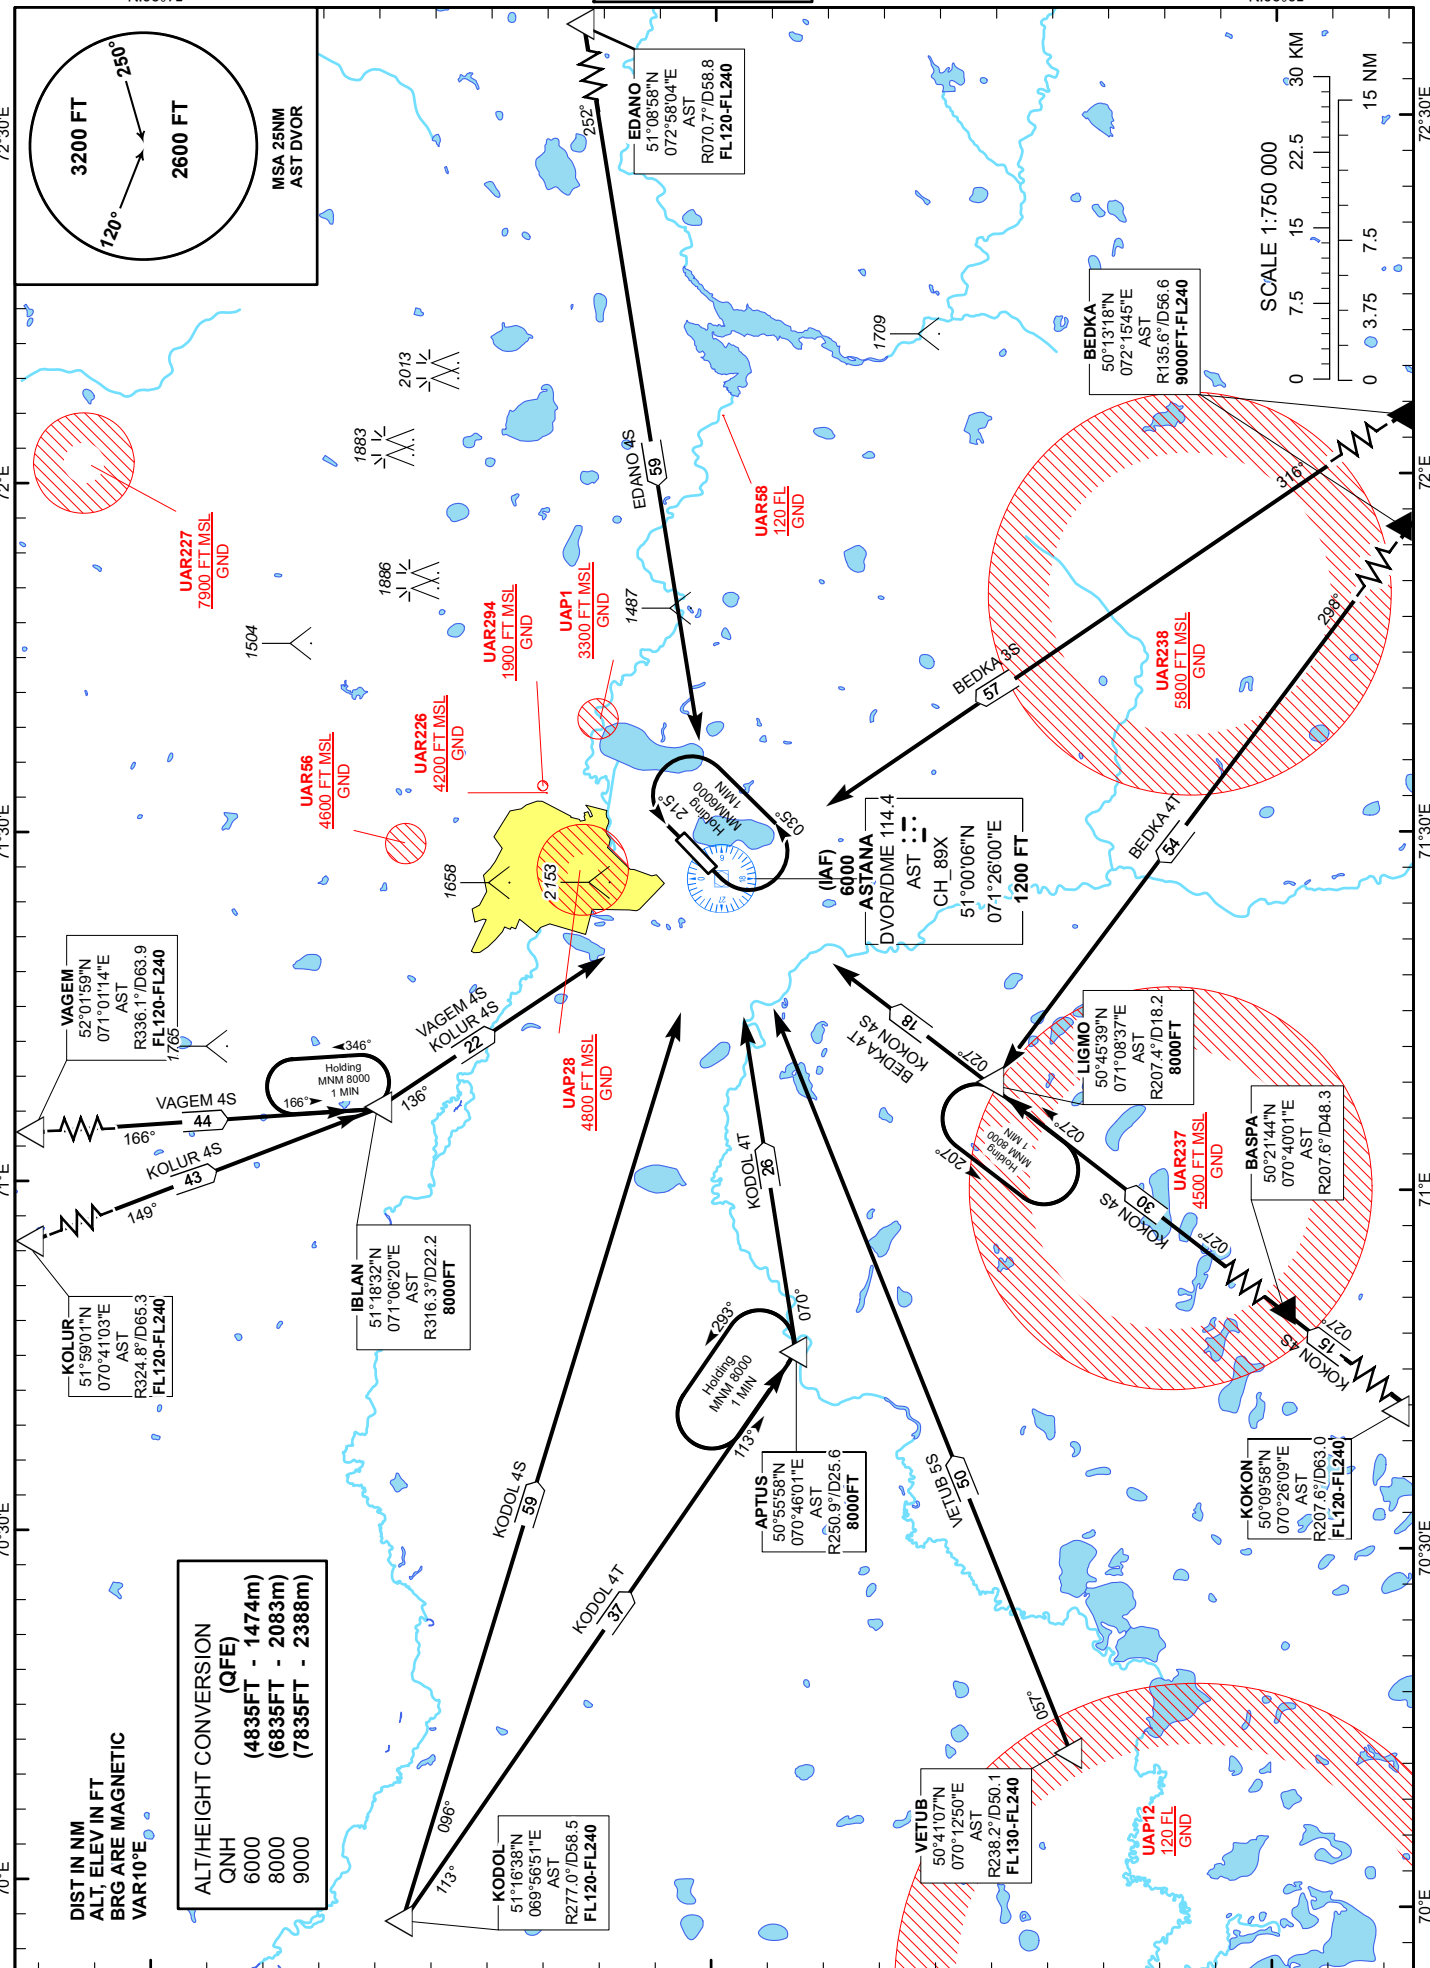 DIST IN NM
ALT, ELEV IN FT
BRG ARE MAGNETIC
VAR10°E
ALT/HEIGHT CONVERSION
QNH (QFE)
6000 (4835FT - 1474m)
8000 (6835FT - 2083m)
9000 (7835FT - 2388m)
KOLUR
51°59'01"N
070°41'03"E
AST
R324.8°/D65.3
FL120-FL240
VAGEM
52°01'59"N
071°01'14"E
AST
R336.1°/D63.9
FL120-FL240
3200 FT
2600 FT
120°
250°
MSA 25NM
AST DVOR
149°
KOLUR 4S
43
166°
VAGEM 4S
44
166°
346°
Holding
MNM 8000
1 MIN
136°
VAGEM 4S
KOLUR 4S
22
IBLAN
51°18'32"N
071°06'20"E
AST
R316.3°/D22.2
8000FT
1765
1504
1658
2153
1886
1883
2013
1487
1709
UAR227
7900 FT MSL
GND
UAR56
4600 FT MSL
GND
UAR226
4200 FT MSL
GND
UAR294
1900 FT MSL
GND
UAP1
3300 FT MSL
GND
UAP28
4800 FT MSL
GND
UAR58
120 FL
GND
EDANO
51°08'58"N
072°58'04"E
AST
R070.7°/D58.8
FL120-FL240
252°
EDANO 4S
59
KODOL
51°16'38"N
069°56'51"E
AST
R277.0°/D58.5
FL120-FL240
096°
113°
KODOL 4S
59
KODOL 4T
37
113°
293°
Holding
MNM 8000
1 MIN
070°
KODOL 4T
26
APTUS
50°55'58"N
070°46'01"E
AST
R250.9°/D25.6
8000FT
Holding
MNM6000
1MIN
215°
035°
(IAF)
6000
ASTANA
DVOR/DME 114.4
AST
CH_89X
51°00'06"N
071°26'00"E
1200 FT
VETUB
50°41'07"N
070°12'50"E
AST
R238.2°/D50.1
FL130-FL240
057°
VETUB 5S
50
UAP12
120 FL
GND
BEDKA4T
KOKON 4S
18
027°
LIGMO
50°45'39"N
071°08'37"E
AST
R207.4°/D18.2
8000FT
207°
027°
Holding
MNM 8000
1 MIN
KOKON 4S
30
027°
UAR237
4500 FT MSL
GND
BASPA
50°21'44"N
070°40'01"E
AST
R207.6°/D48.3
KOKON 4S
15
027°
KOKON
50°09'58"N
070°26'09"E
AST
R207.6°/D63.0
FL120-FL240
BEDKA 3S
57
316°
BEDKA 4T
54
298°
UAR238
5800 FT MSL
GND
BEDKA
50°13'18"N
072°15'45"E
AST
R135.6°/D56.6
9000FT-FL240
SCALE 1:750 000
0 7.5 15 22.5 30 KM
0 3.75 7.5 15 NM
70°E
70°30'E
71°E
71°30'E
72°E
72°30'E
70°E
70°30'E
71°E
71°30'E
72°E
72°30'E